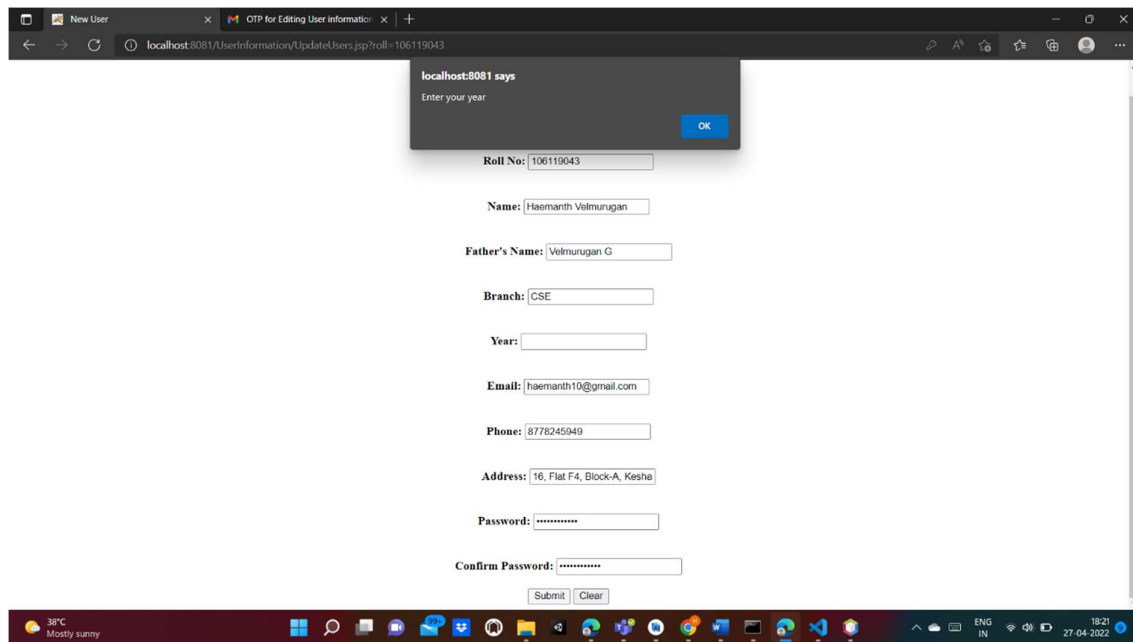 New User
OTP for Editing User information
localhost:8081/UserInformation/UpdateUsers.jsp?roll=106119043
localhost:8081 says
Enter your year
OK
Roll No: 106119043
Name: Haemanth Velmurugan
Father's Name: Velmurugan G
Branch: CSE
Year:
Email: haemanth10@gmail.com
Phone: 8778245949
Address: 16, Flat F4, Block-A, Kesha
Password: ••••••••••••
Confirm Password: ••••••••••••
Submit Clear
38°C
Mostly sunny
99+
ENG
IN
18:21
27-04-2022